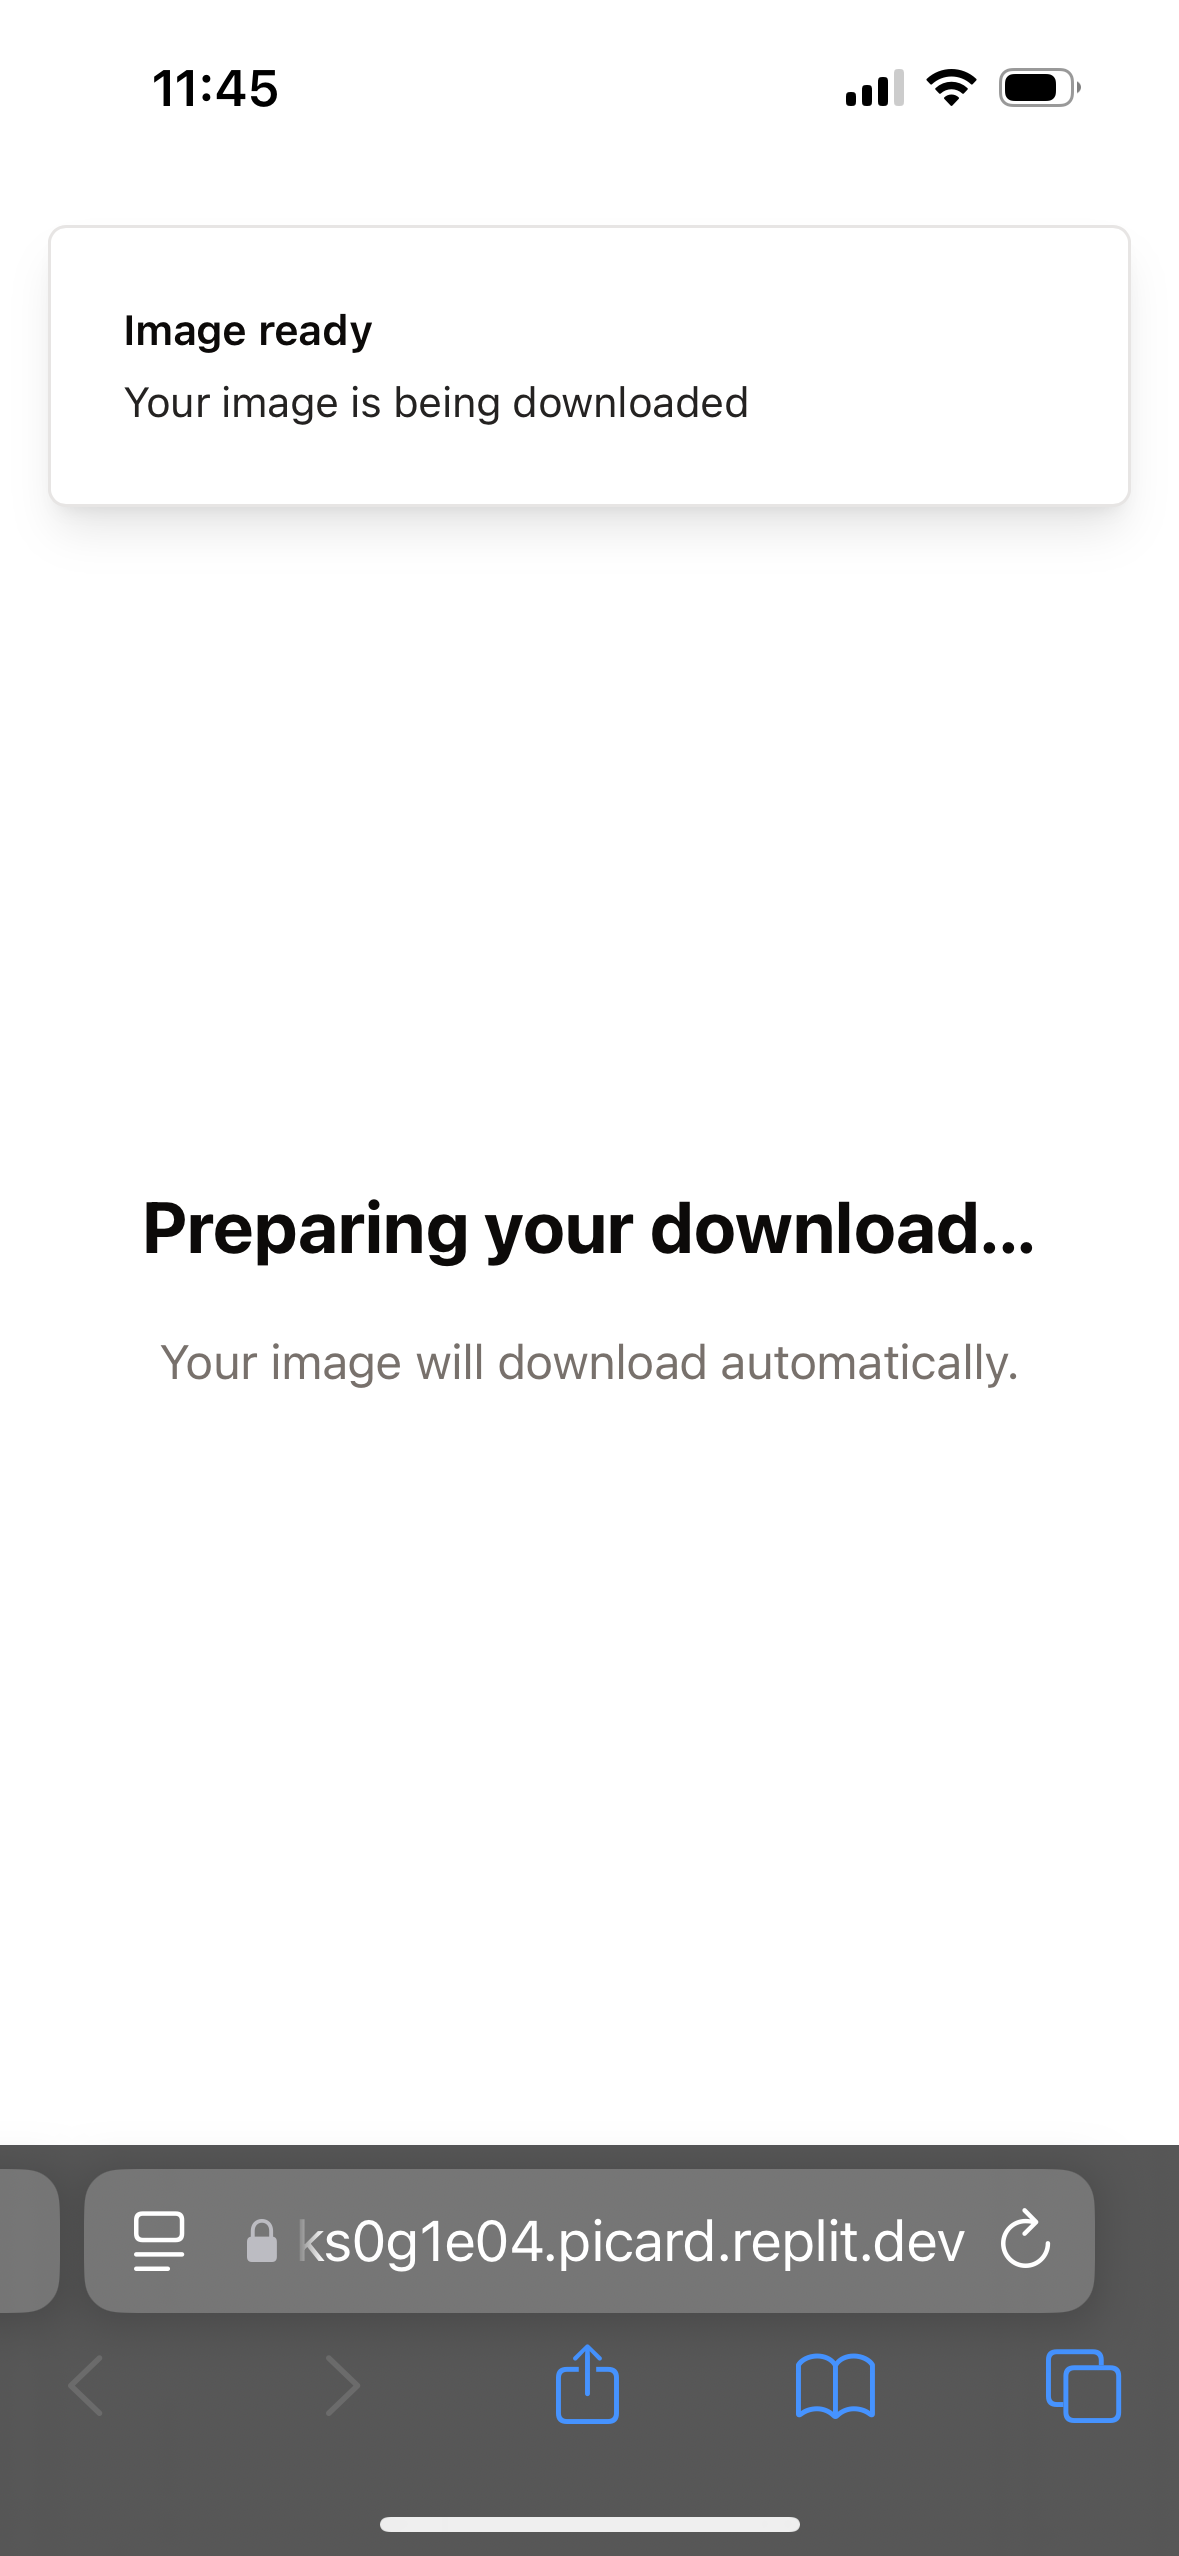 11:45
Image ready
Your image is being downloaded
Preparing your download...
Your image will download automatically.
ks0g1e04.picard.replit.dev